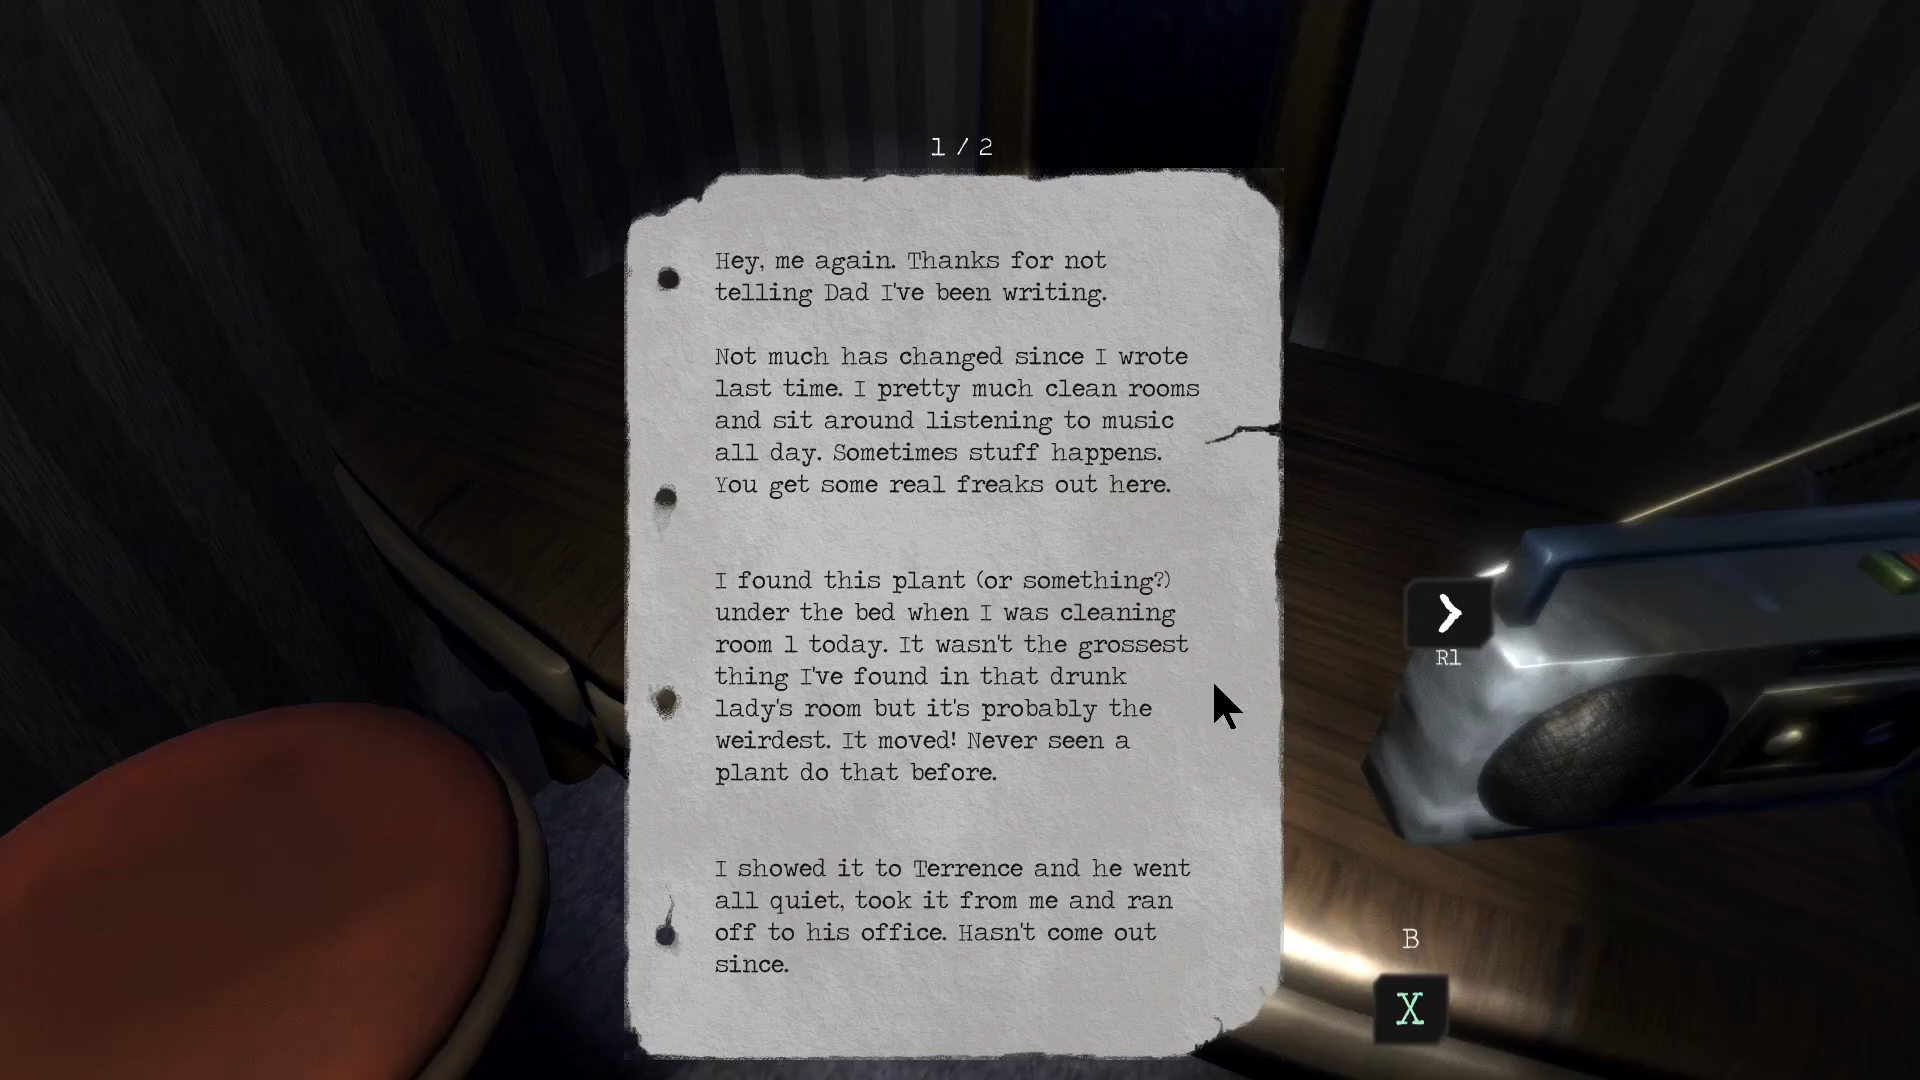 1 / 2
Hey, me again. Thanks for not
telling Dad I've been writing.
Not much has changed since I wrote
last time. I pretty much clean rooms
and sit around listening to music
all day. Sometimes stuff happens.
You get some real freaks out here.
I found this plant (or something?)
under the bed when I was cleaning
room 1 today. It wasn't the grossest
thing I've found in that drunk
lady's room but it's probably the
weirdest. It moved! Never seen a
plant do that before.
I showed it to Terrence and he went
all quiet, took it from me and ran
off to his office. Hasn't come out
since.
R1
B
X